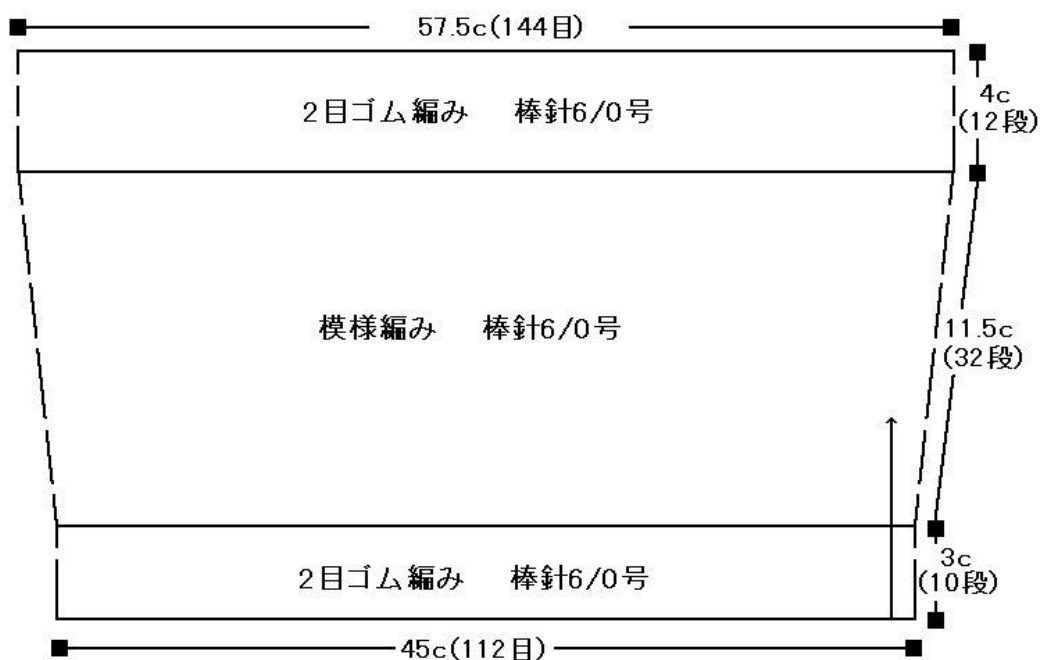 57.5c(144目)
2目ゴム編み 棒針6/0号
4c
(12段)
模様編み 棒針6/0号
11.5c
(32段)
2目ゴム編み 棒針6/0号
3c
(10段)
45c(112目)